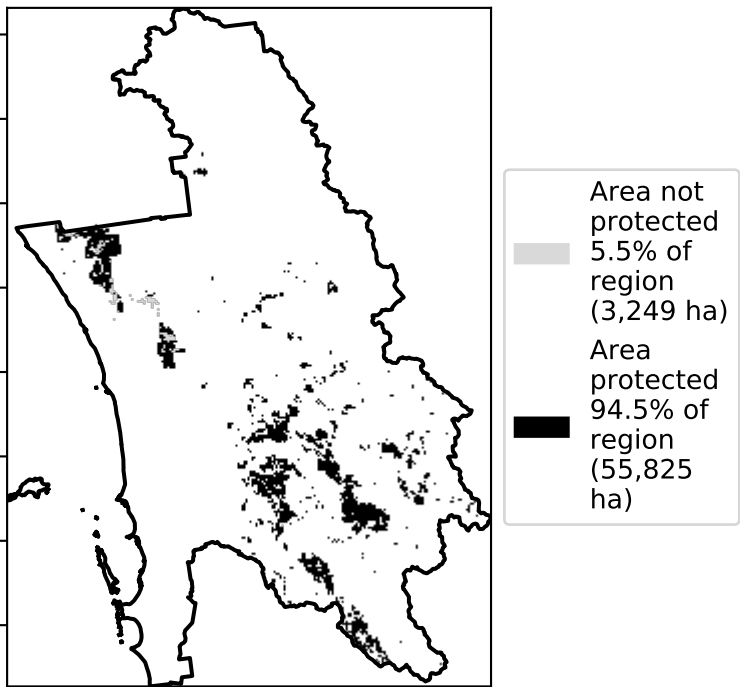 Area not
protected
5.5% of
region
(3,249 ha)
Area
protected
94.5% of
region
(55,825
ha)